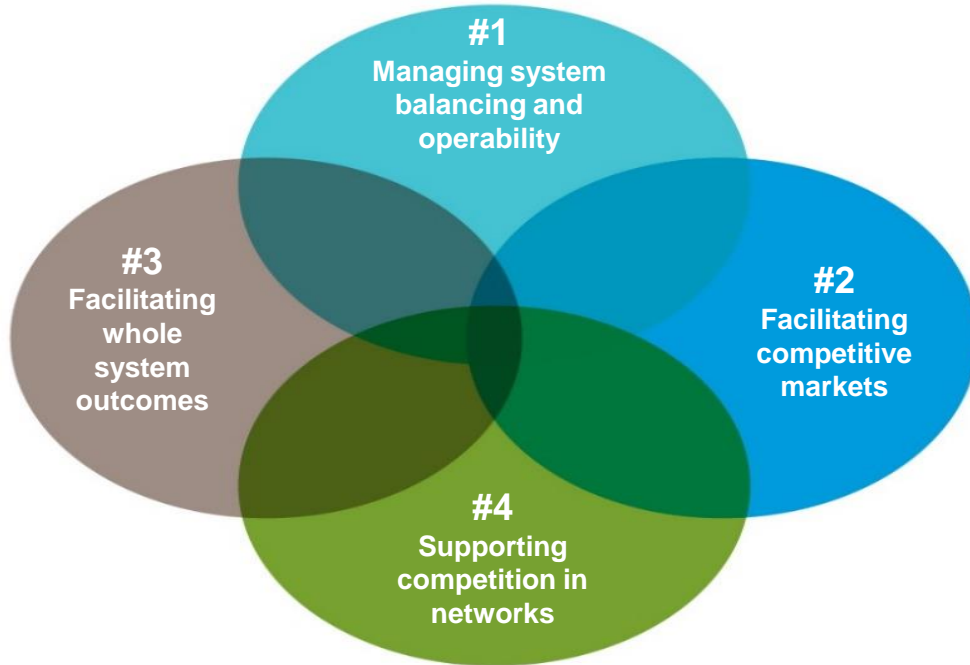 #1
Managing system
balancing and
operability
#3
Facilitating
whole
system
outcomes
#2
Facilitating
competitive
markets
#4
Supporting
competition in
networks